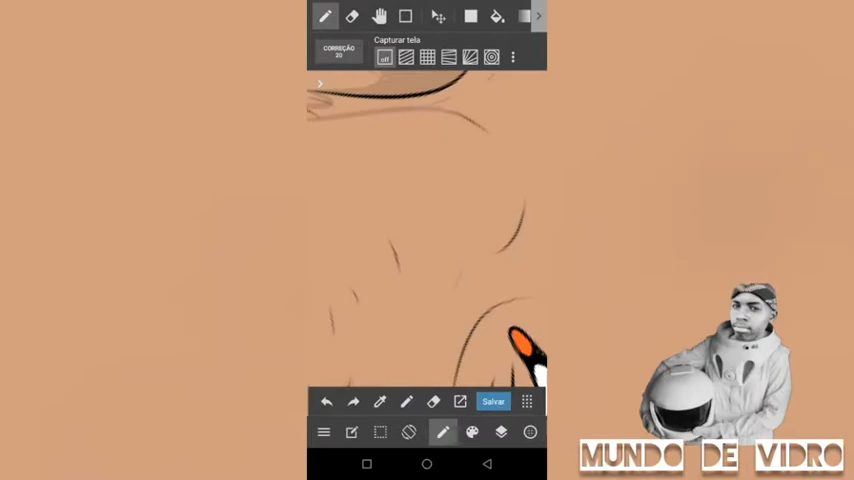 Capturar tela
CORREÇÃO
20
off
Salvar
MUNDO DE VIDRO